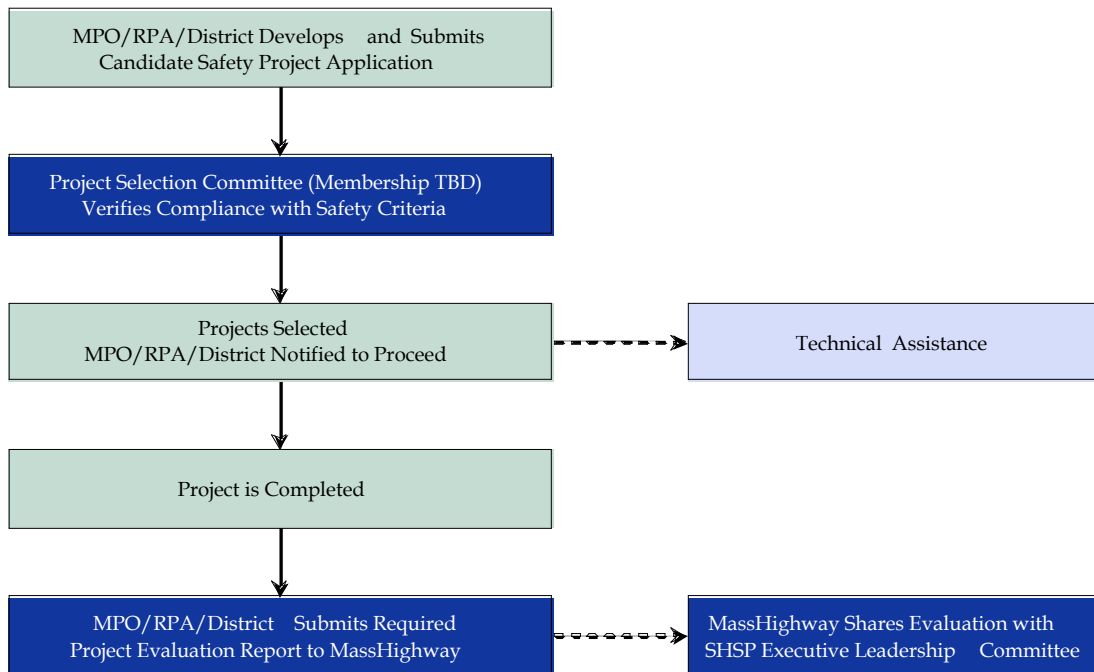 MPO/RPA/District Develops and Submits
Candidate Safety Project Application
Project Selection Committee (Membership TBD)
Verifies Compliance with Safety Criteria
Projects Selected
MPO/RPA/District Notified to Proceed
Technical Assistance
Project is Completed
MPO/RPA/District Submits Required
Project Evaluation Report to MassHighway
MassHighway Shares Evaluation with
SHSP Executive Leadership Committee